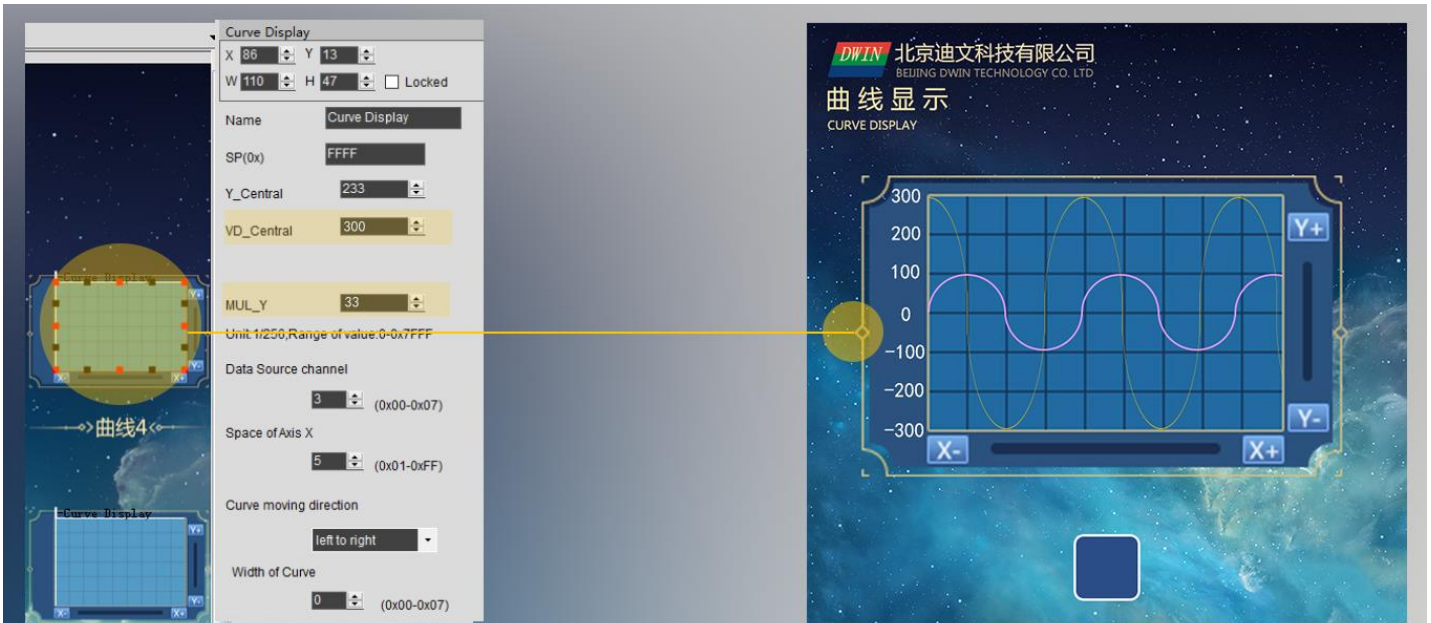 Curve Display
X 86 Y 13
W 110 H 47 Locked
Name Curve Display
SP(0x) FFFF
Y_Central 233
VD_Central 300
MUL_Y 33
Unit:1/256,Range of value:0-0x7FFF
Data Source channel
3 (0x00-0x07)
Space of Axis X
5 (0x01-0xFF)
Curve moving direction
left to right
Width of Curve
0 (0x00-0x07)
=Curve Display
Y+
Y-
X- X+
曲线4
=Curve Display
Y+
Y-
X- X+
DWIN 北京迪文科技有限公司
BEIJING DWIN TECHNOLOGY CO. LTD
曲线显示
CURVE DISPLAY
300
Y+
200
100
0
-100
-200
Y-
-300
X- X+